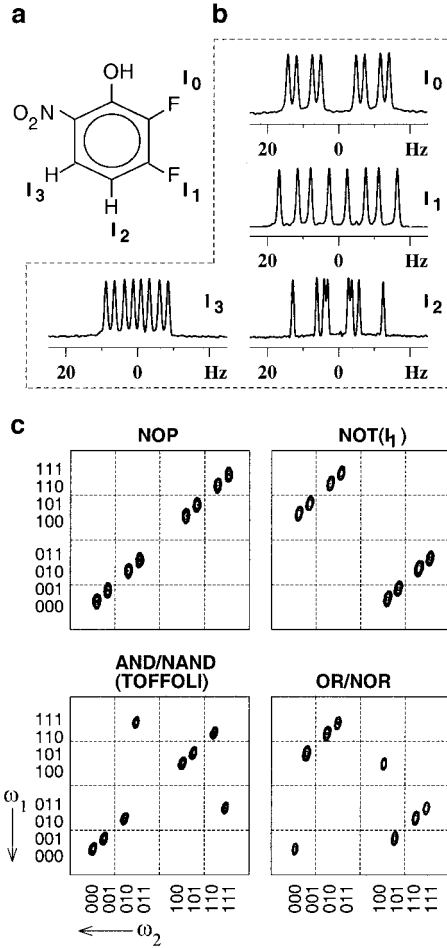 a
b
OH
I0
O2N
F
H
F
I3
H
I1
I2
I0
20 0 Hz
I1
20 0 Hz
I3
I2
20 0 Hz
20 0 Hz
c
NOP
NOT(I1)
111
110
101
100
011
010
001
000
AND/NAND
(TOFFOLI)
OR/NOR
111
110
101
100
011
010
001
000
ω1
000
001
010
011
100
101
110
111
000
001
010
011
100
101
110
111
ω2